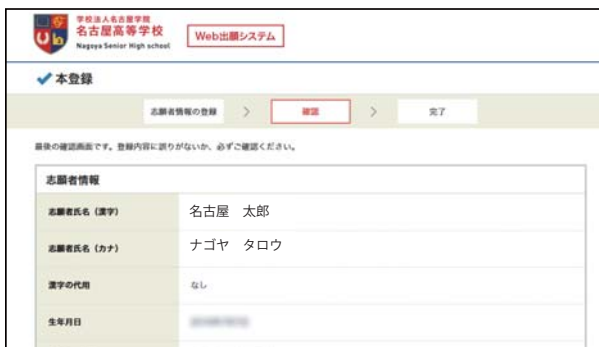 学校法人名古屋学院
名古屋高等学校
Nagoya Senior High school
Web出願システム
本登録
志願者情報の登録 > 確認 > 完了
最後の確認画面です。登録内容に誤りがないか、必ずご確認ください。
志願者情報
志願者氏名（漢字） 名古屋　太郎
志願者氏名（カナ） ナゴヤ　タロウ
漢字の代用 なし
生年月日